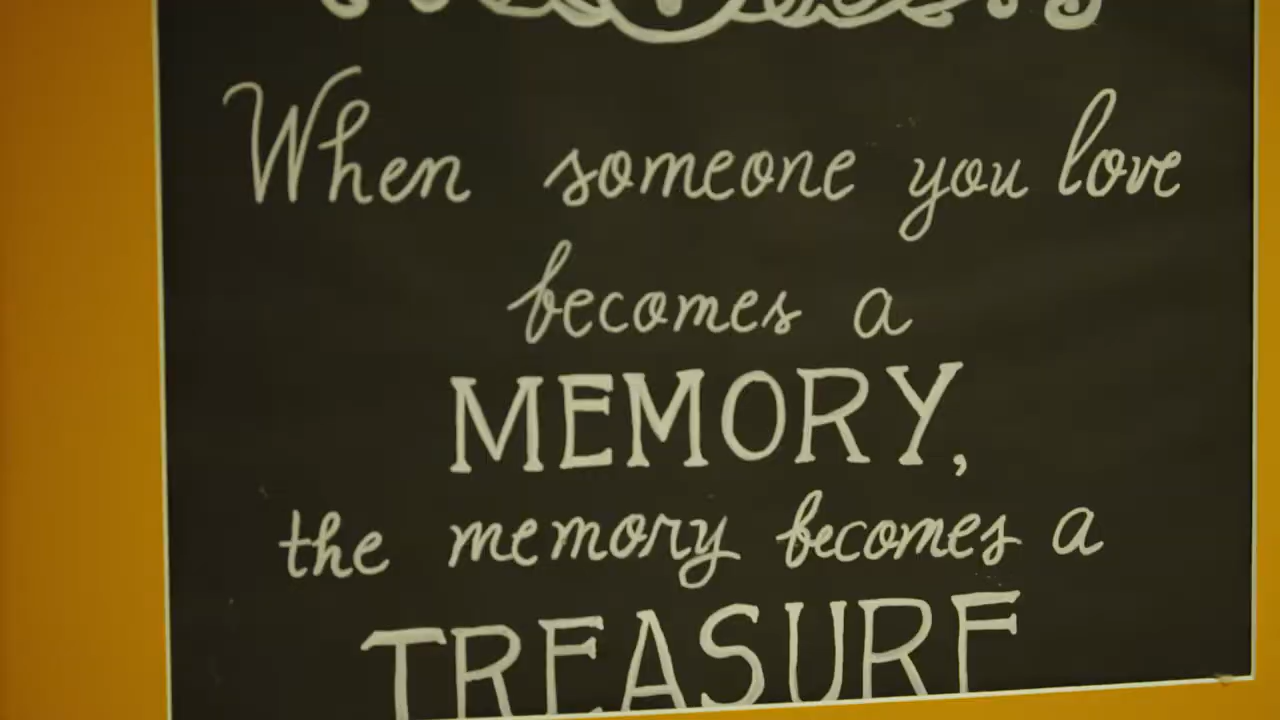 When someone you love
becomes a
MEMORY,
the memory becomes a
TREASURE